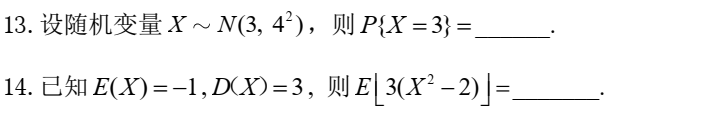 13. 设随机变量 X ~ N(3, 4²)，则 P{X = 3} = ______.
14. 已知 E(X) = −1, D(X) = 3, 则 E⌊3(X² − 2)⌋ = ______.